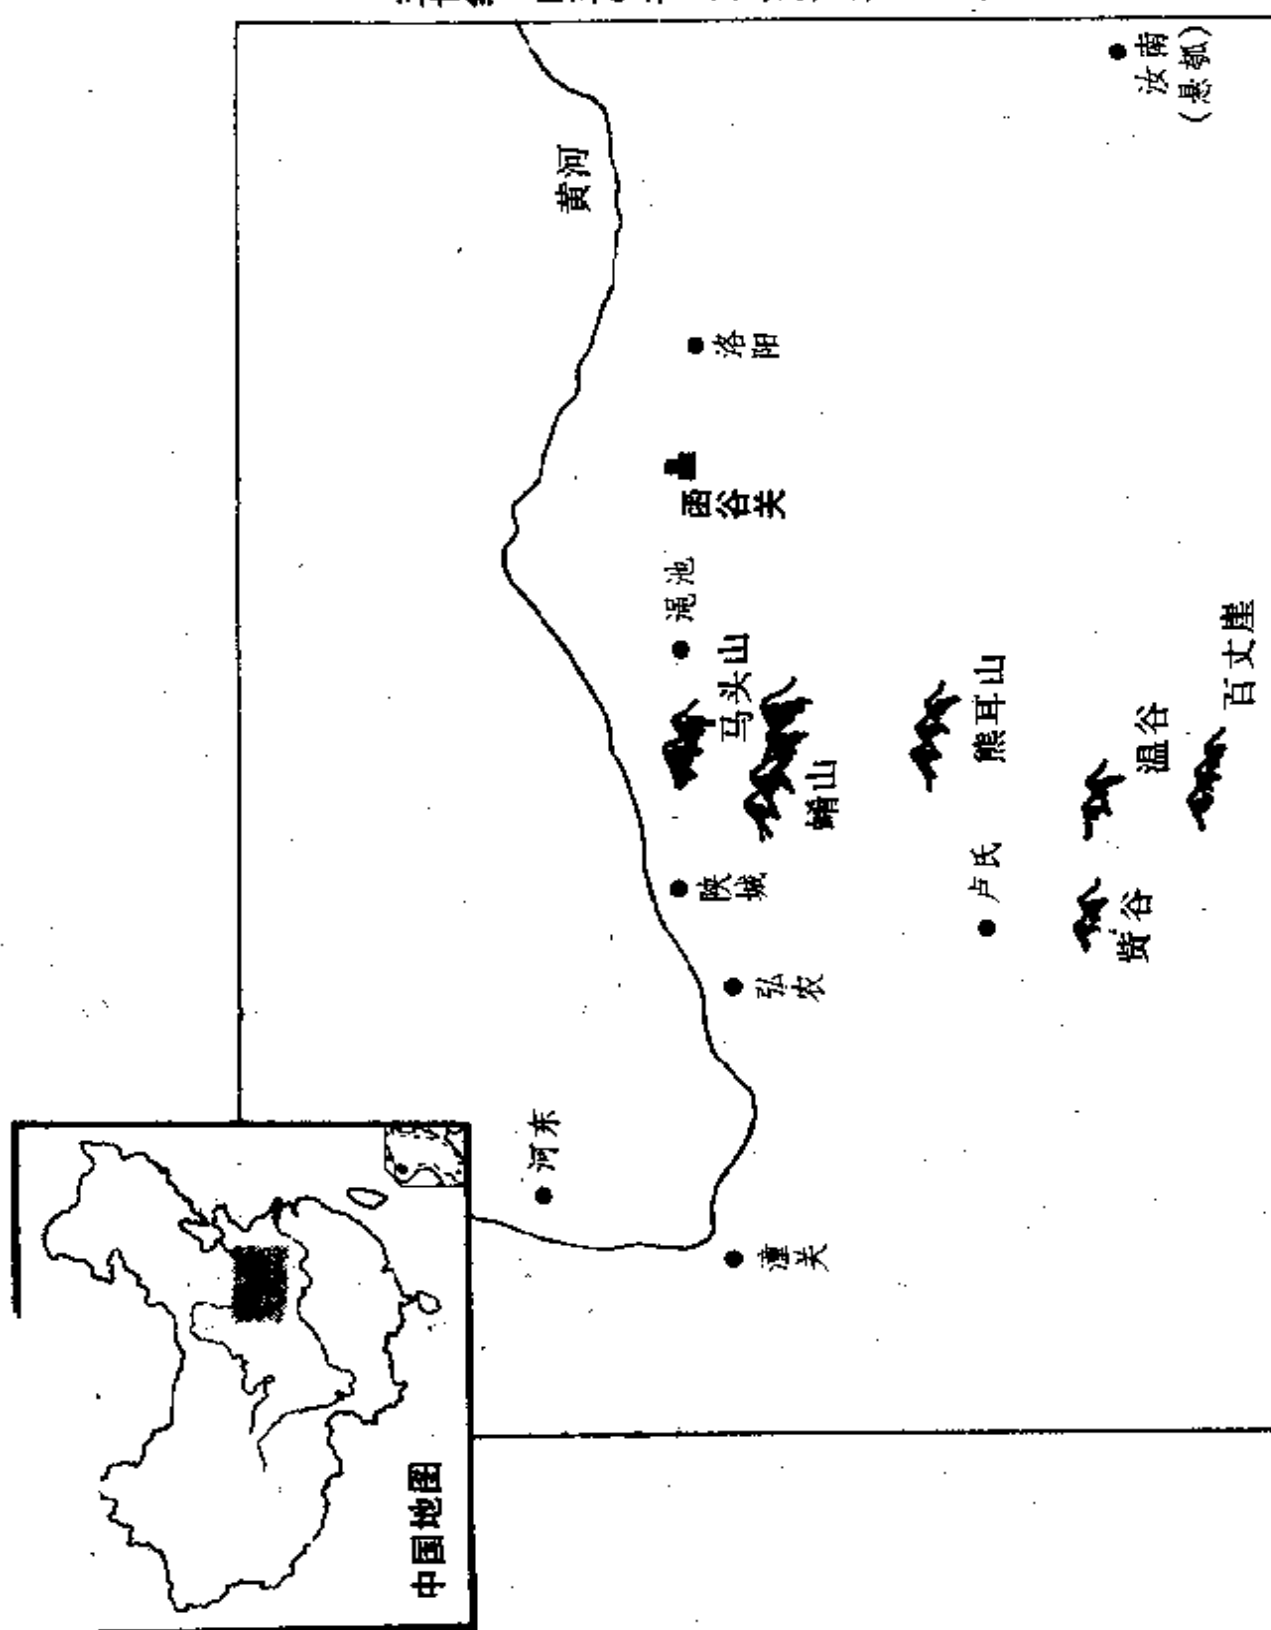 中国地图
黄河
河东
潼关
弘农
陕城
渑池
马头山
崤山
函谷关
洛阳
熊耳山
卢氏
赀谷
温谷
百丈崖
汝南
(悬瓠)